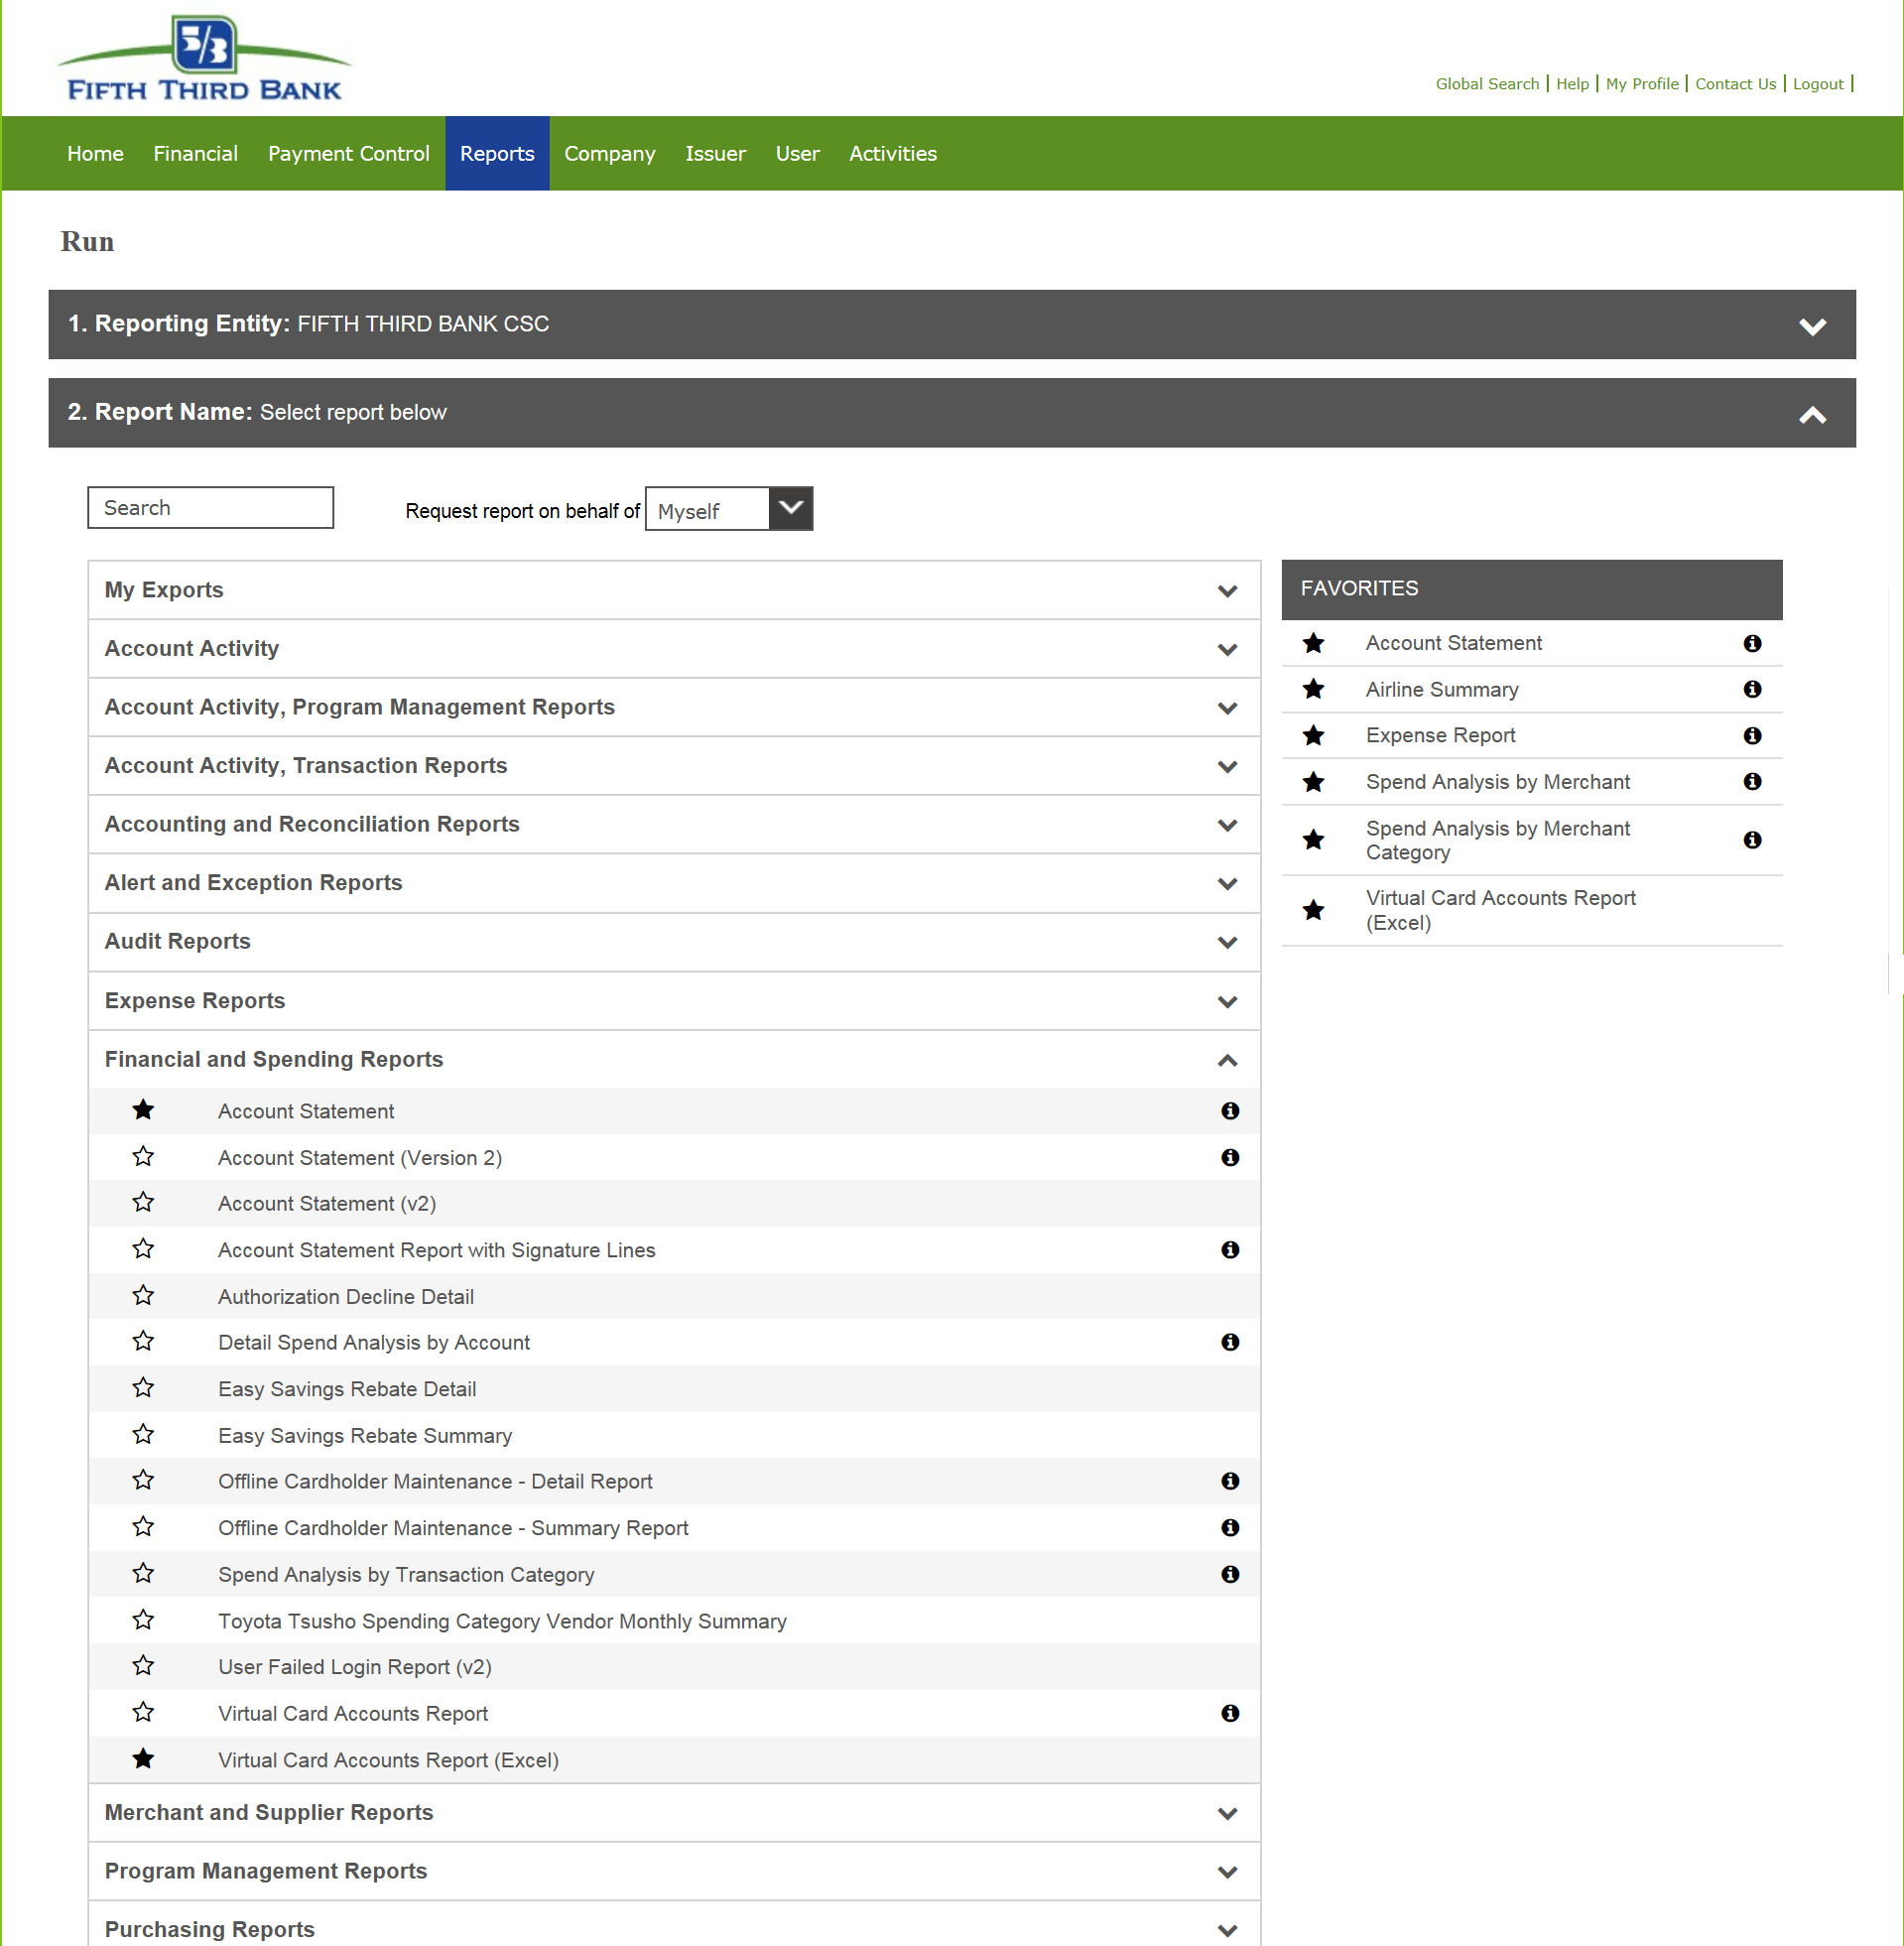 5/3
FIFTH THIRD BANK
Global Search | Help | My Profile | Contact Us | Logout |
Home Financial Payment Control Reports Company Issuer User Activities
Run
1. Reporting Entity: FIFTH THIRD BANK CSC
2. Report Name: Select report below
Search
Request report on behalf of Myself
My Exports
Account Activity
Account Activity, Program Management Reports
Account Activity, Transaction Reports
Accounting and Reconciliation Reports
Alert and Exception Reports
Audit Reports
Expense Reports
Financial and Spending Reports
Account Statement
Account Statement (Version 2)
Account Statement (v2)
Account Statement Report with Signature Lines
Authorization Decline Detail
Detail Spend Analysis by Account
Easy Savings Rebate Detail
Easy Savings Rebate Summary
Offline Cardholder Maintenance - Detail Report
Offline Cardholder Maintenance - Summary Report
Spend Analysis by Transaction Category
Toyota Tsusho Spending Category Vendor Monthly Summary
User Failed Login Report (v2)
Virtual Card Accounts Report
Virtual Card Accounts Report (Excel)
Merchant and Supplier Reports
Program Management Reports
Purchasing Reports
FAVORITES
Account Statement
Airline Summary
Expense Report
Spend Analysis by Merchant
Spend Analysis by Merchant
Category
Virtual Card Accounts Report
(Excel)